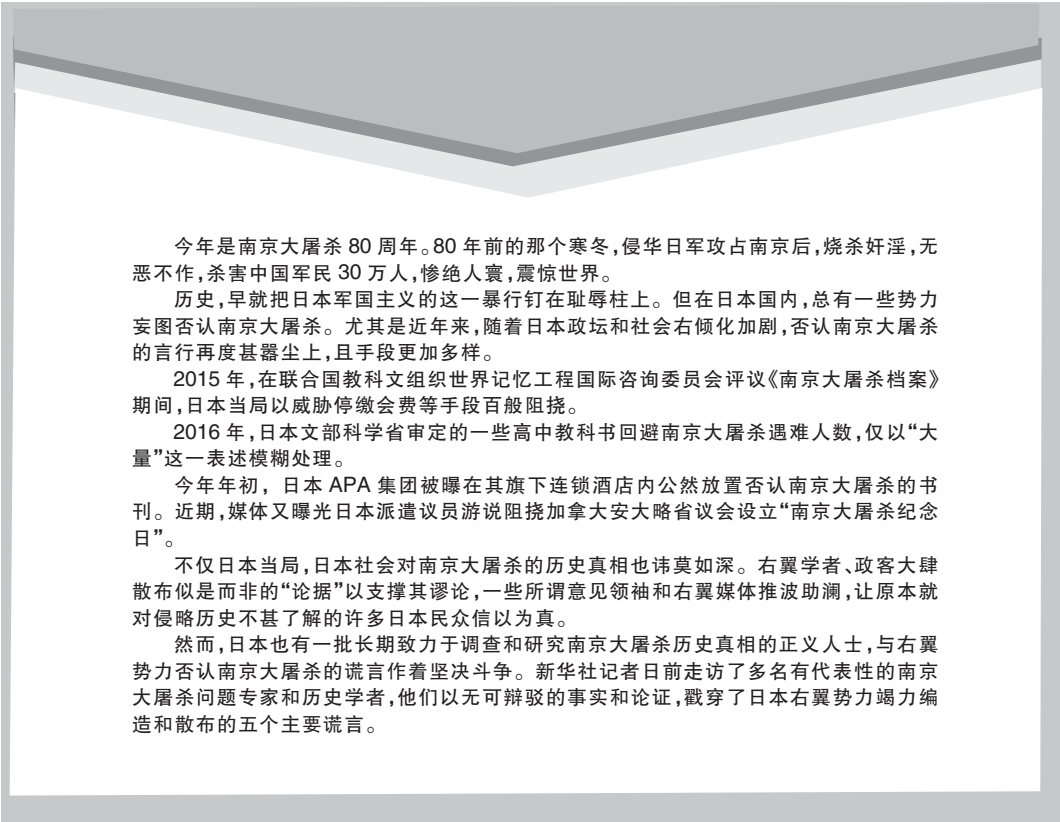 今年是南京大屠杀 80 周年。80 年前的那个寒冬，侵华日军攻占南京后，烧杀奸淫，无
恶不作，杀害中国军民 30 万人，惨绝人寰，震惊世界。
历史，早就把日本军国主义的这一暴行钉在耻辱柱上。但在日本国内，总有一些势力
妄图否认南京大屠杀。尤其是近年来，随着日本政坛和社会右倾化加剧，否认南京大屠杀
的言行再度甚嚣尘上，且手段更加多样。
2015 年，在联合国教科文组织世界记忆工程国际咨询委员会评议《南京大屠杀档案》
期间，日本当局以威胁停缴会费等手段百般阻挠。
2016 年，日本文部科学省审定的一些高中教科书回避南京大屠杀遇难人数，仅以“大
量”这一表述模糊处理。
今年年初，日本 APA 集团被曝在其旗下连锁酒店内公然放置否认南京大屠杀的书
刊。近期，媒体又曝光日本派遣议员游说阻挠加拿大安大略省议会设立“南京大屠杀纪念
日”。
不仅日本当局，日本社会对南京大屠杀的历史真相也讳莫如深。右翼学者、政客大肆
散布似是而非的“论据”以支撑其谬论，一些所谓意见领袖和右翼媒体推波助澜，让原本就
对侵略历史不甚了解的许多日本民众信以为真。
然而，日本也有一批长期致力于调查和研究南京大屠杀历史真相的正义人士，与右翼
势力否认南京大屠杀的谎言作着坚决斗争。新华社记者日前走访了多名有代表性的南京
大屠杀问题专家和历史学者，他们以无可辩驳的事实和论证，戳穿了日本右翼势力竭力编
造和散布的五个主要谎言。